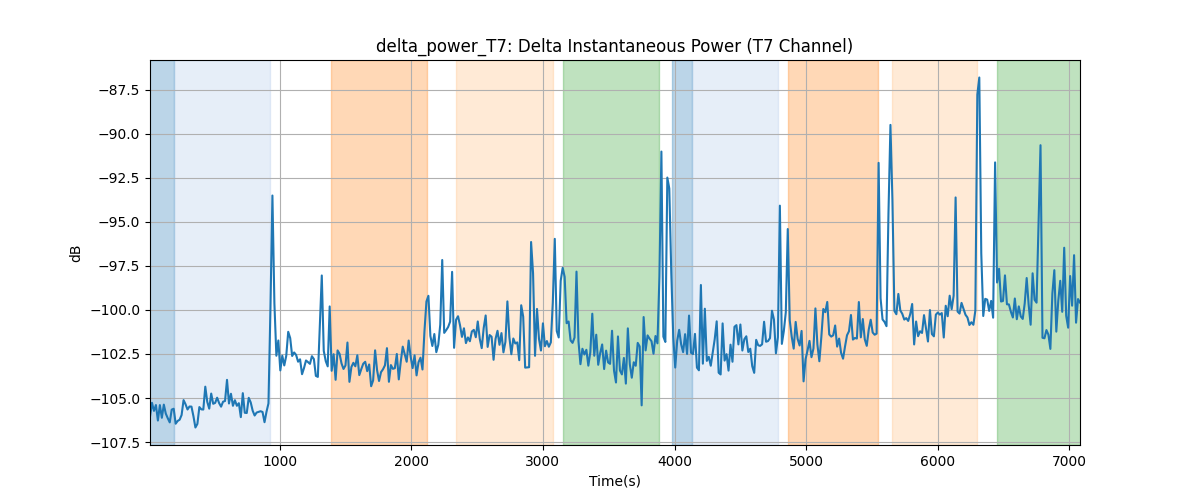 delta_power_T7: Delta Instantaneous Power (T7 Channel)
−87.5
−90.0
−92.5
−95.0
−97.5
−100.0
−102.5
−105.0
−107.5
dB
1000 2000 3000 4000 5000 6000 7000
Time(s)